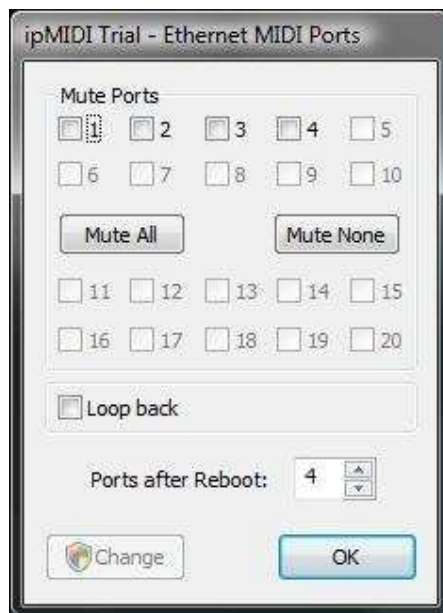 ipMIDI Trial - Ethernet MIDI Ports
Mute Ports
1 2 3 4 5
6 7 8 9 10
Mute All Mute None
11 12 13 14 15
16 17 18 19 20
Loop back
Ports after Reboot: 4
Change OK